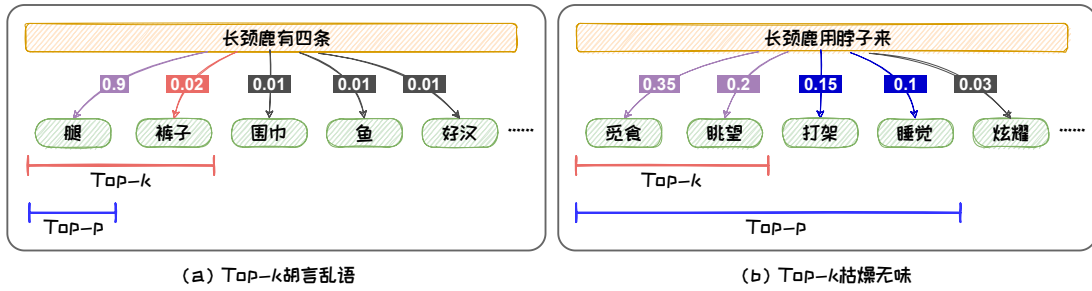 长颈鹿有四条
0.9 0.02 0.01 0.01 0.01
腿 裤子 围巾 鱼 好汉 ······
Top-k
Top-p
(a) Top-k胡言乱语
长颈鹿用脖子来
0.35 0.2 0.15 0.1 0.03
觅食 眺望 打架 睡觉 炫耀 ······
Top-k
Top-p
(b) Top-k枯燥无味